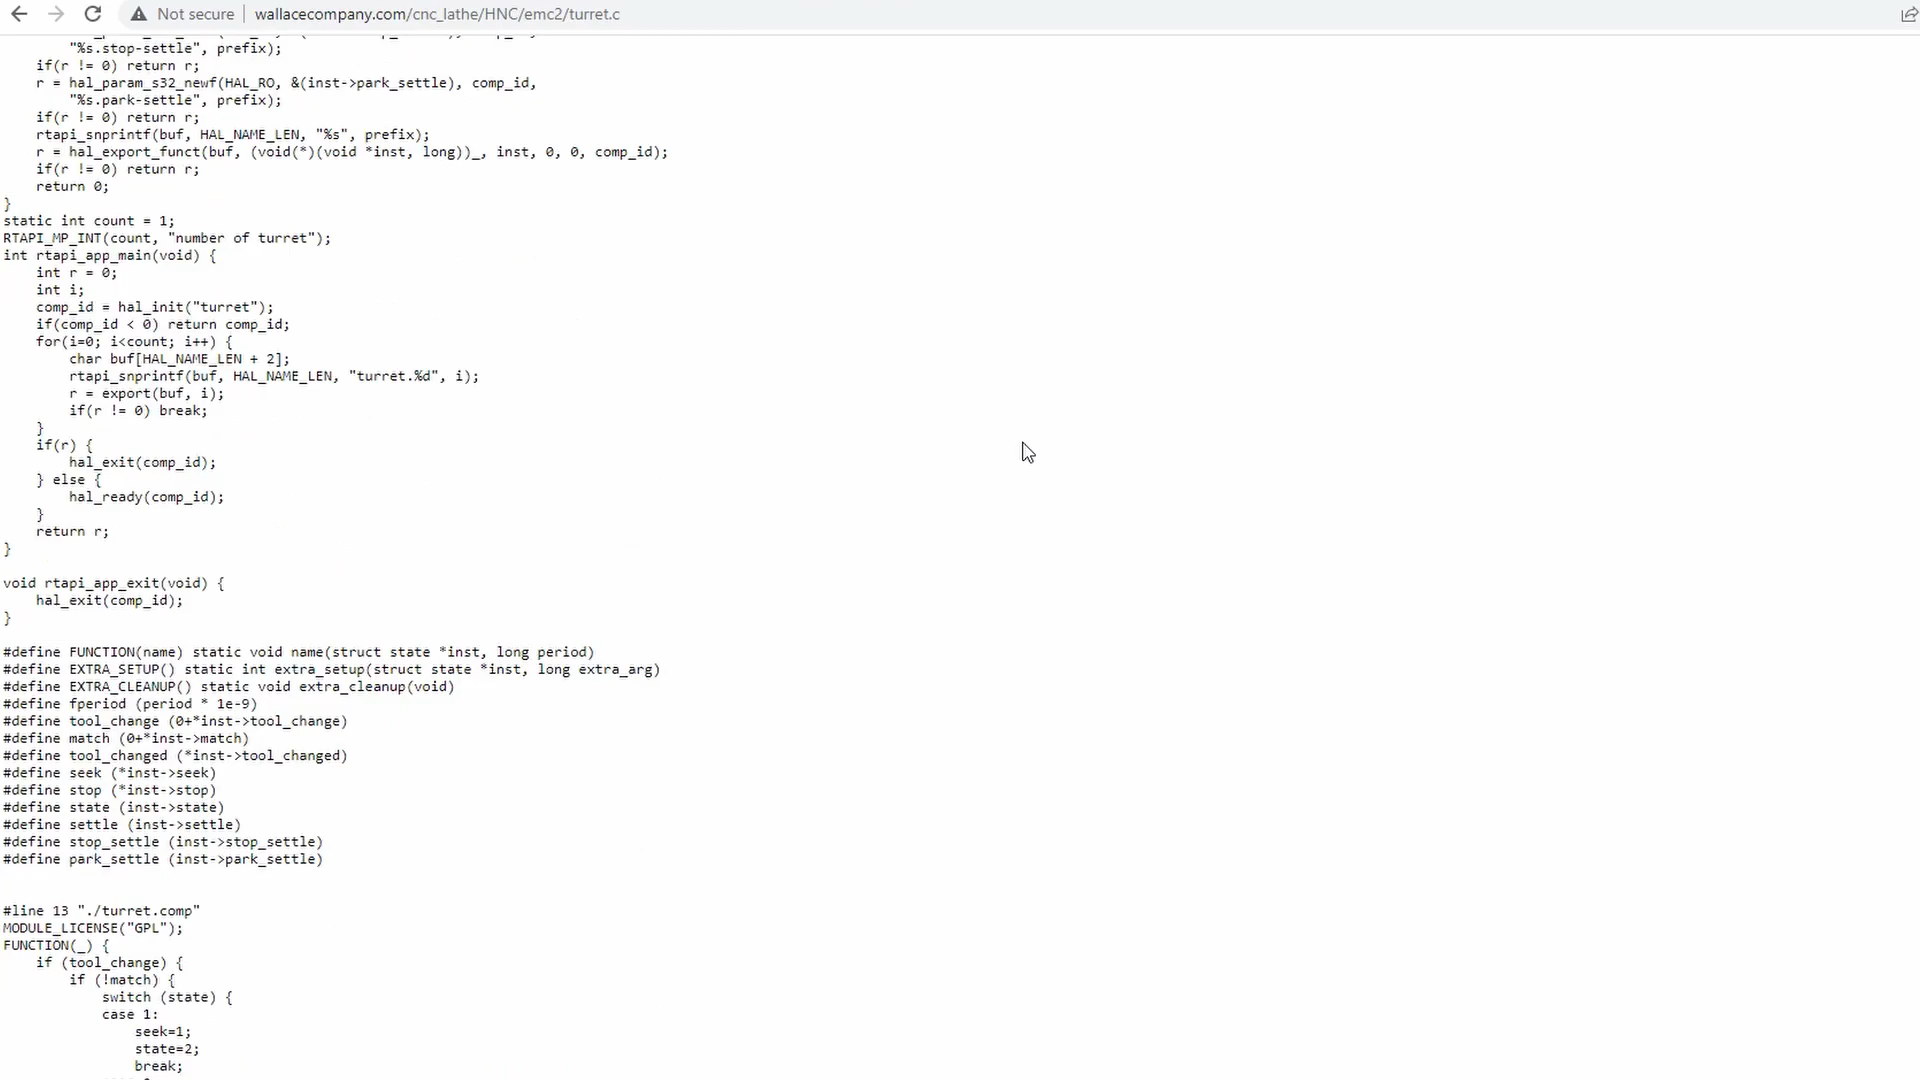 Not secure
wallacecompany.com/cnc_lathe/HNC/emc2/turret.c
"%s.stop-settle", prefix);
if(r != 0) return r;
r = hal_param_s32_newf(HAL_RO, &(inst->park_settle), comp_id,
"%s.park-settle", prefix);
if(r != 0) return r;
rtapi_snprintf(buf, HAL_NAME_LEN, "%s", prefix);
r = hal_export_funct(buf, (void(*)(void *inst, long))_, inst, 0, 0, comp_id);
if(r != 0) return r;
return 0;
}
static int count = 1;
RTAPI_MP_INT(count, "number of turret");
int rtapi_app_main(void) {
int r = 0;
int i;
comp_id = hal_init("turret");
if(comp_id < 0) return comp_id;
for(i=0; i<count; i++) {
char buf[HAL_NAME_LEN + 2];
rtapi_snprintf(buf, HAL_NAME_LEN, "turret.%d", i);
r = export(buf, i);
if(r != 0) break;
}
if(r) {
hal_exit(comp_id);
} else {
hal_ready(comp_id);
}
return r;
}
void rtapi_app_exit(void) {
hal_exit(comp_id);
}
#define FUNCTION(name) static void name(struct state *inst, long period)
#define EXTRA_SETUP() static int extra_setup(struct state *inst, long extra_arg)
#define EXTRA_CLEANUP() static void extra_cleanup(void)
#define fperiod (period * 1e-9)
#define tool_change (0+*inst->tool_change)
#define match (0+*inst->match)
#define tool_changed (*inst->tool_changed)
#define seek (*inst->seek)
#define stop (*inst->stop)
#define state (inst->state)
#define settle (inst->settle)
#define stop_settle (inst->stop_settle)
#define park_settle (inst->park_settle)
#line 13 "./turret.comp"
MODULE_LICENSE("GPL");
FUNCTION(_) {
if (tool_change) {
if (!match) {
switch (state) {
case 1:
seek=1;
state=2;
break;